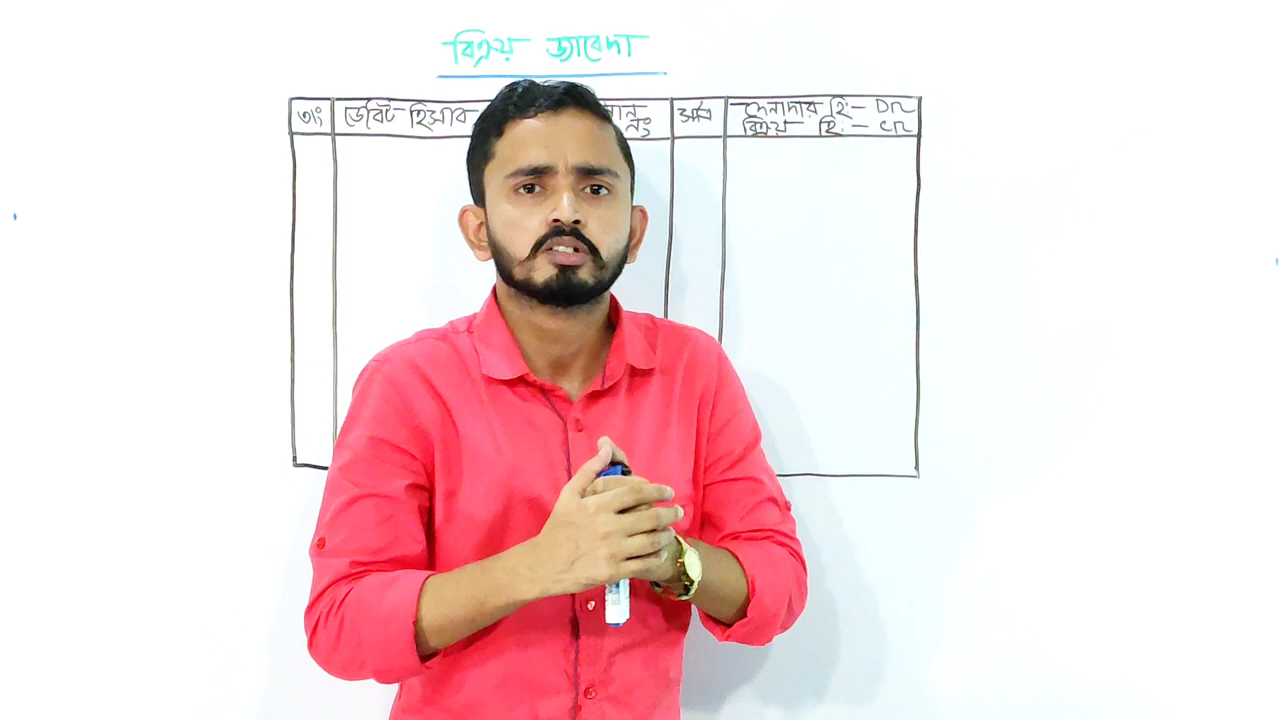 বিক্রয় জাবেদা
তাং ডেবিট হিসাব
লান নং
সূত্র
দেনাদার হিঃ- Dr
বিক্রয় হিঃ- Cr